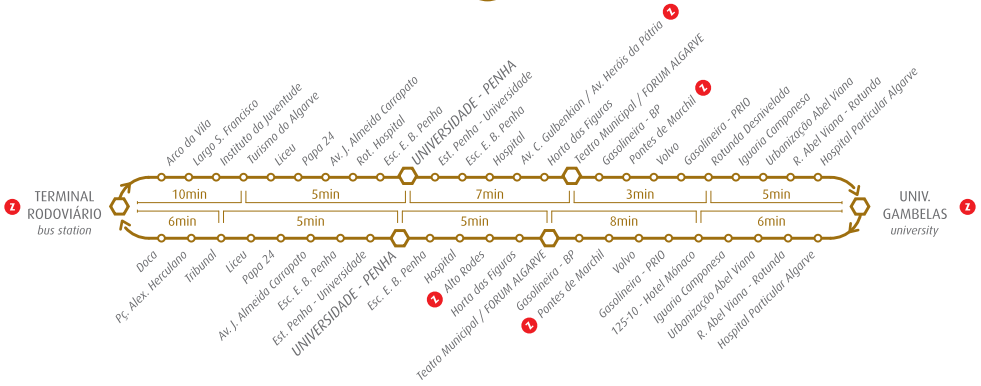 Arco da Vila
Largo S. Francisco
Instituto da Juventude
Turismo do Algarve
Liceu
Papa 24
Av. J. Almeida Carrapato
Rot. Hospital
Esc. E. B. Penha
UNIVERSIDADE - PENHA
Est. Penha - Universidade
Esc. E. B. Penha
Hospital
Av. C. Gulbenkian / Av. Heróis da Pátria Z
Horta das Figuras
Teatro Municipal / FORUM ALGARVE
Gasolineira - BP
Pontes de Marchil Z
Volvo
Gasolineira - PRIO
Rotunda Desnivelada
Iguaria Camponesa
Urbanização Abel Viana
R. Abel Viana - Rotunda
Hospital Particular Algarve
Z TERMINAL
RODOVIÁRIO
bus station
10min 5min 7min 3min 5min
6min 5min 5min 8min 6min
UNIV.
GAMBELAS Z
university
Doca
Pç. Alex. Herculano
Tribunal
Liceu
Papa 24
Av. J. Almeida Carrapato
Esc. E. B. Penha
Est. Penha - Universidade
UNIVERSIDADE - PENHA
Esc. E. B. Penha
Hospital
Z Alto Rodes
Horta das Figuras
Teatro Municipal / FORUM ALGARVE
Gasolineira - BP
Z Pontes de Marchil
Volvo
Gasolineira - PRIO
125-10 - Hotel Mónaco
Iguaria Camponesa
Urbanização Abel Viana
R. Abel Viana - Rotunda
Hospital Particular Algarve